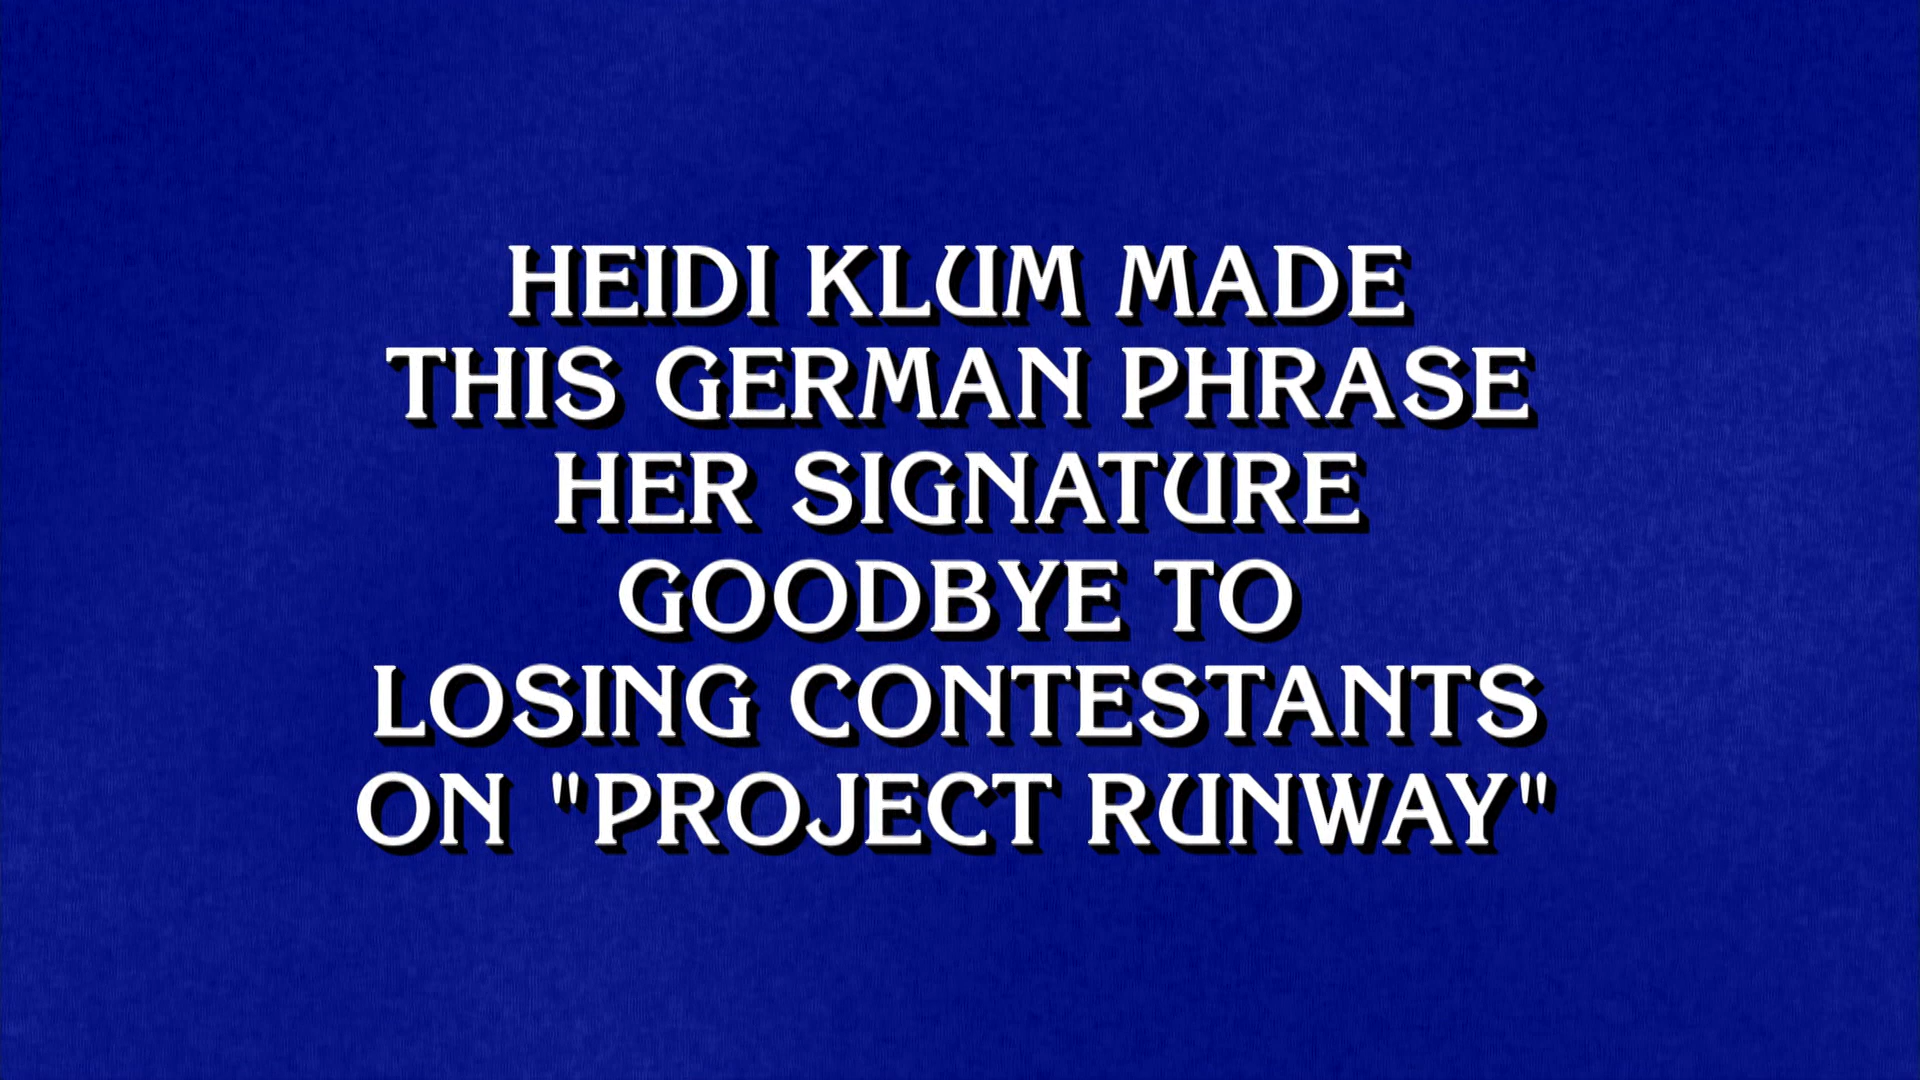 HEIDI KLUM MADE
THIS GERMAN PHRASE
HER SIGNATURE
GOODBYE TO
LOSING CONTESTANTS
ON "PROJECT RUNWAY"